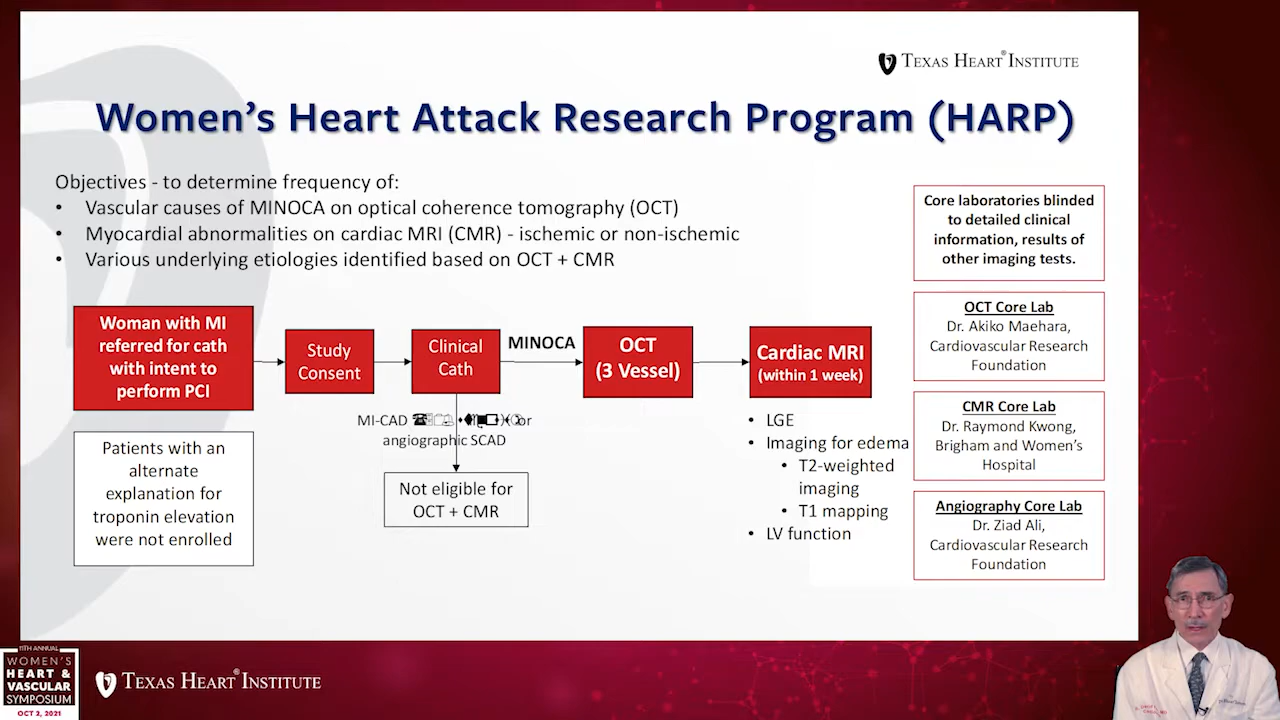 TEXAS HEART® INSTITUTE
Women's Heart Attack Research Program (HARP)
Objectives - to determine frequency of:
• Vascular causes of MINOCA on optical coherence tomography (OCT)
• Myocardial abnormalities on cardiac MRI (CMR) - ischemic or non-ischemic
• Various underlying etiologies identified based on OCT + CMR
Woman with MI
referred for cath
with intent to
perform PCI
Study
Consent
Clinical
Cath
MINOCA
OCT
(3 Vessel)
Cardiac MRI
(within 1 week)
Patients with an
alternate
explanation for
troponin elevation
were not enrolled
MI-CAD or
angiographic SCAD
Not eligible for
OCT + CMR
• LGE
• Imaging for edema
• T2-weighted
imaging
• T1 mapping
• LV function
Core laboratories blinded
to detailed clinical
information, results of
other imaging tests.
OCT Core Lab
Dr. Akiko Maehara,
Cardiovascular Research
Foundation
CMR Core Lab
Dr. Raymond Kwong,
Brigham and Women's
Hospital
Angiography Core Lab
Dr. Ziad Ali,
Cardiovascular Research
Foundation
11TH ANNUAL
WOMEN'S
HEART &
VASCULAR
SYMPOSIUM
OCT 2, 2021
TEXAS HEART® INSTITUTE